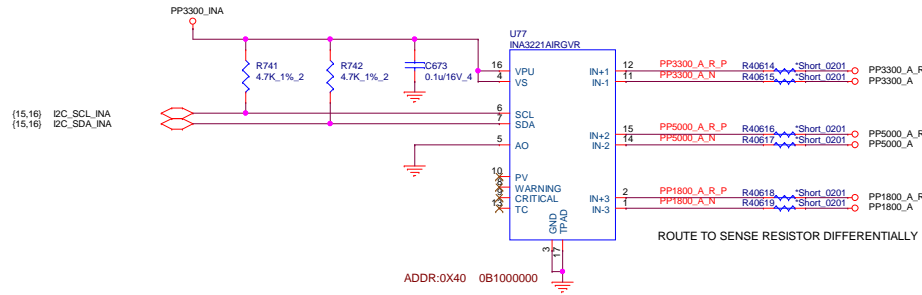 PP3300_INA
U77
INA3221AIRGVR
R741
4.7K_1%_2
R742
4.7K_1%_2
C673
0.1u/16V_4
16 VPU
4 VS
{15,16} I2C_SCL_INA 6 SCL
{15,16} I2C_SDA_INA 7 SDA
5 AO
10 PV
WARNING
CRITICAL
TC
IN+1 12 PP3300_A_R_P R40614 *Short_0201 PP3300_A_R
IN-1 11 PP3300_A_N R40615 *Short_0201 PP3300_A
IN+2 15 PP5000_A_R_P R40616 *Short_0201 PP5000_A_R
IN-2 14 PP5000_A_N R40617 *Short_0201 PP5000_A
IN+3 2 PP1800_A_R_P R40618 *Short_0201 PP1800_A_R
IN-3 1 PP1800_A_N R40619 *Short_0201 PP1800_A
GND
TPAD
3
17
ROUTE TO SENSE RESISTOR DIFFERENTIALLY
ADDR:0X40 0B1000000